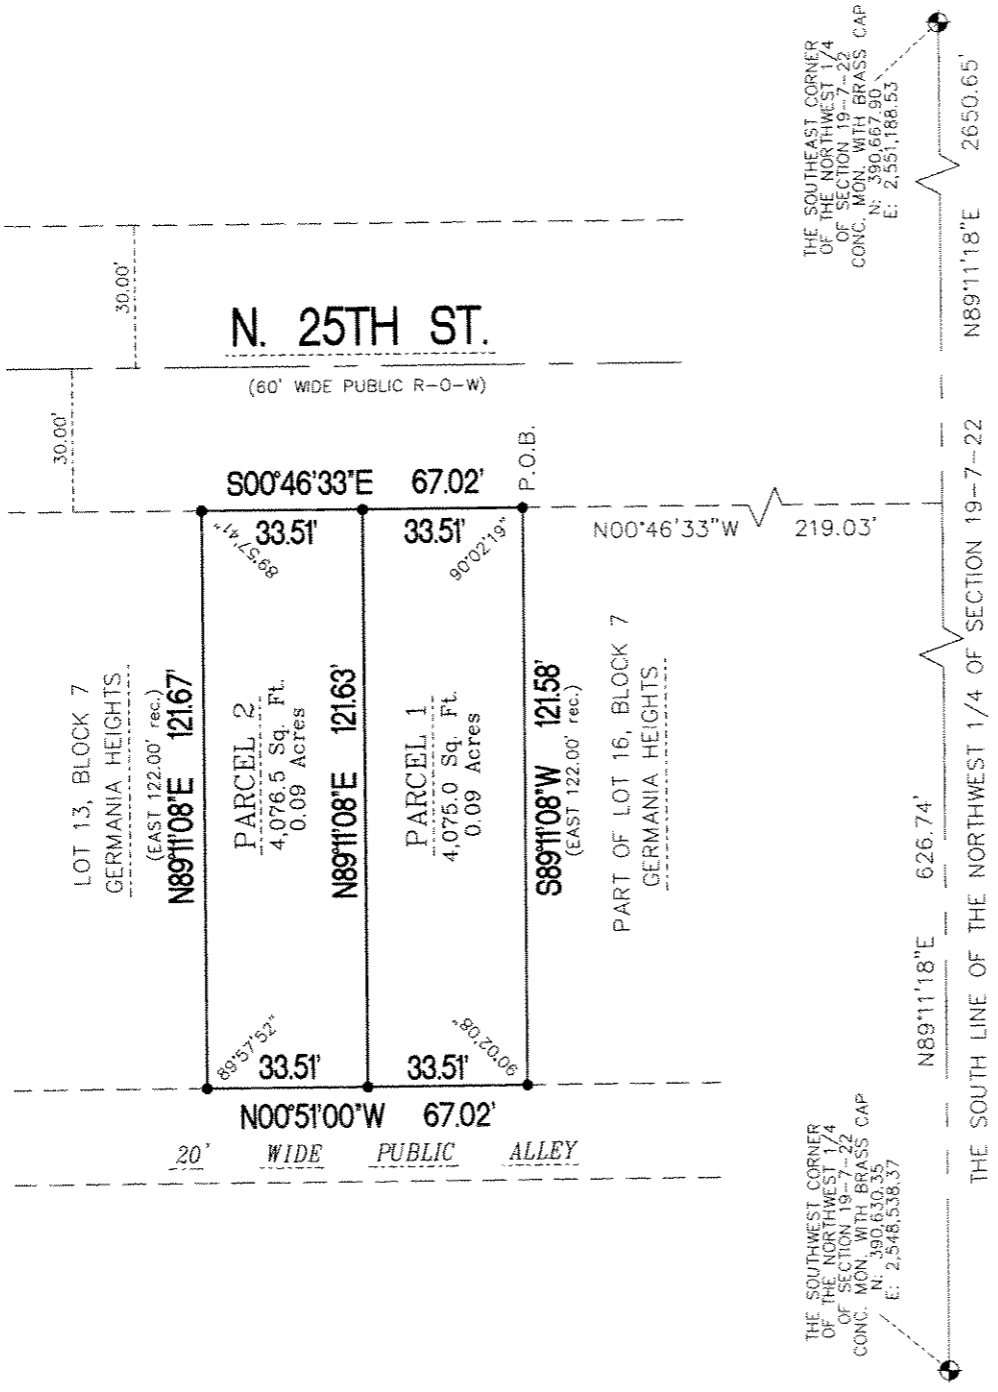 30.00'
30.00'
N. 25TH ST.
(60' WIDE PUBLIC R-O-W)
S00°46'33"E 67.02'
P.O.B.
33.51'
33.51'
89°57'41"
90°02'19"
N00°46'33"W 219.03'
LOT 13, BLOCK 7
GERMANIA HEIGHTS
(EAST 122.00' rec.)
N89°11'08"E 121.67'
PARCEL 2
4,076.5 Sq. Ft.
0.09 Acres
N89°11'08"E 121.63'
PARCEL 1
4,075.0 Sq. Ft.
0.09 Acres
S89°11'08"W 121.58'
(EAST 122.00' rec.)
PART OF LOT 16, BLOCK 7
GERMANIA HEIGHTS
89°57'52"
90°02'08"
33.51'
33.51'
N00°51'00"W 67.02'
20' WIDE PUBLIC ALLEY
THE SOUTHEAST CORNER
OF THE NORTHWEST 1/4
OF SECTION 19-7-22
CONC. MON. WITH BRASS CAP
N: 390,667.90
E: 2,551,188.53
THE SOUTHWEST CORNER
OF THE NORTHWEST 1/4
OF SECTION 19-7-22
CONC. MON. WITH BRASS CAP
N: 390,630.35
E: 2,548,538.37
N89°11'18"E 626.74'
N89°11'18"E 2650.65'
THE SOUTH LINE OF THE NORTHWEST 1/4 OF SECTION 19-7-22